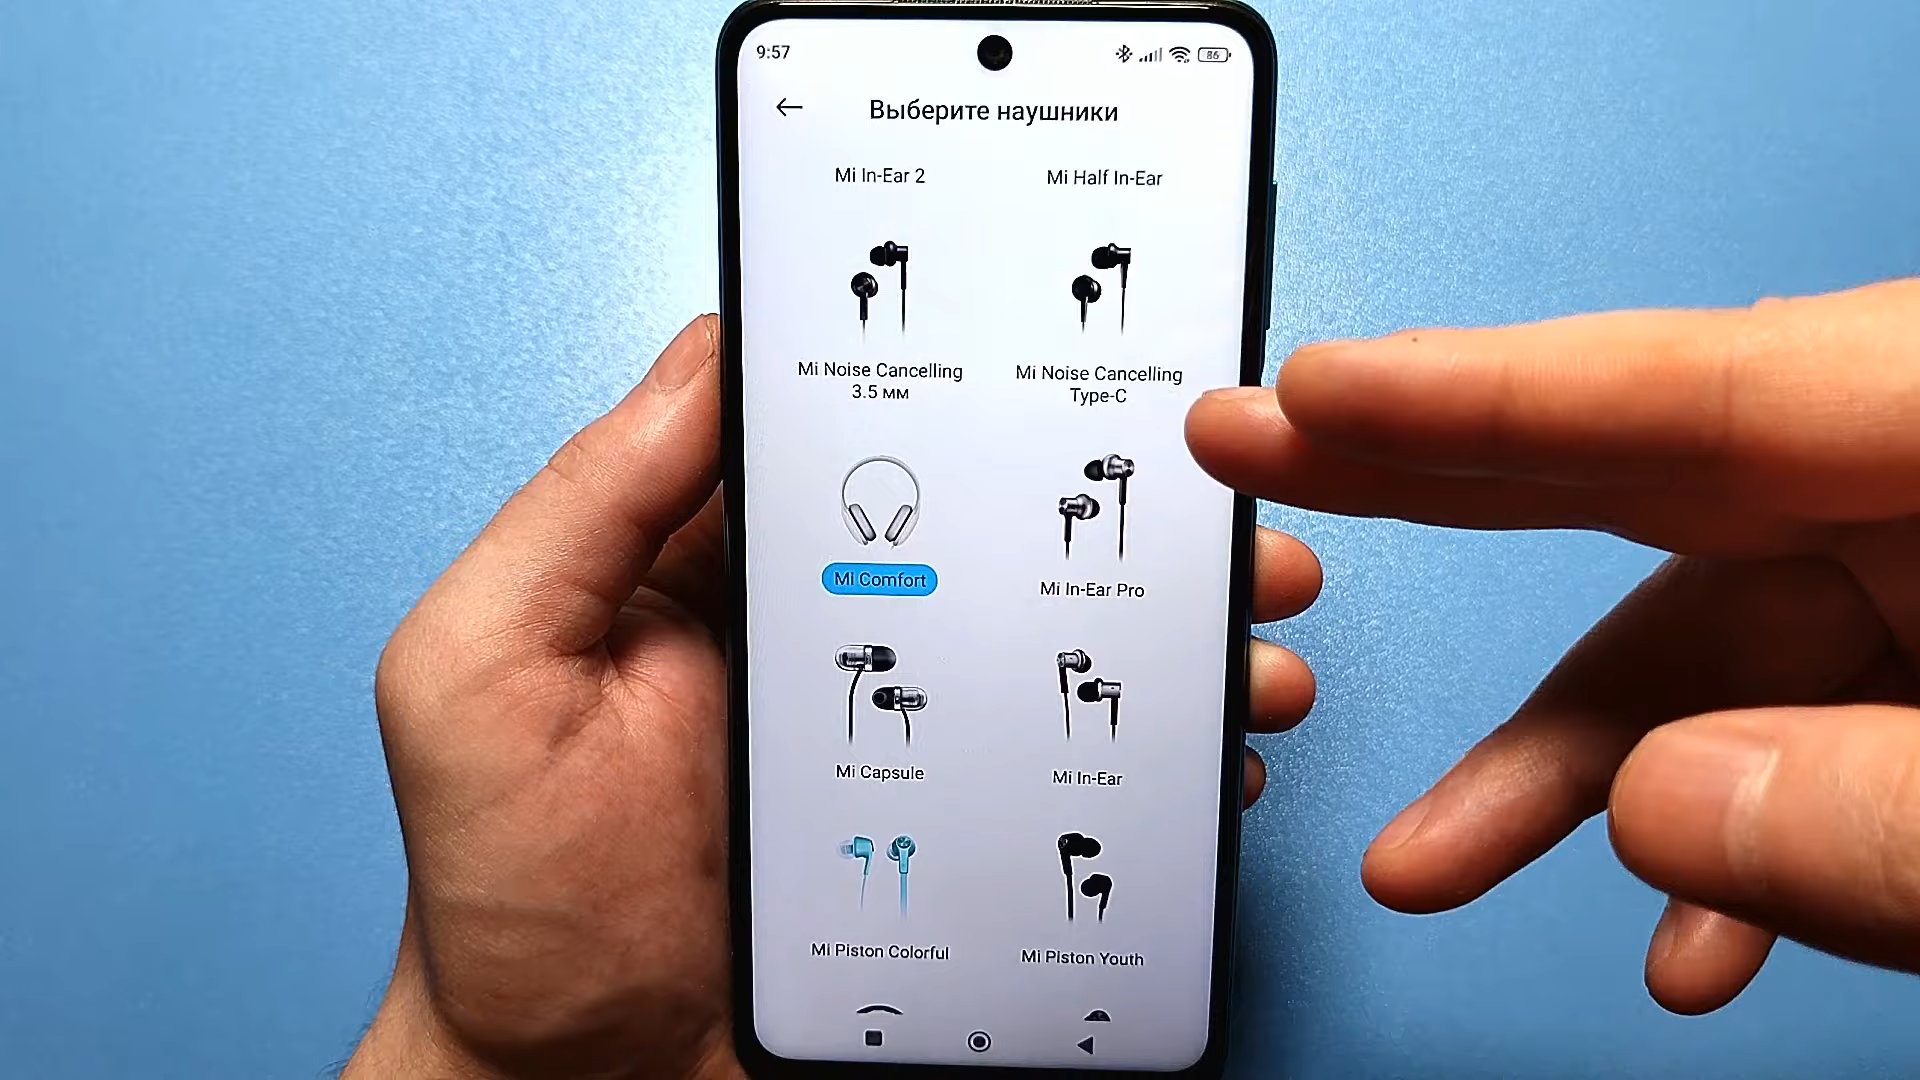 9:57
86
Выберите наушники
Mi In-Ear 2
Mi Half In-Ear
Mi Noise Cancelling
3.5 мм
Mi Noise Cancelling
Type-C
Mi Comfort
Mi In-Ear Pro
Mi Capsule
Mi In-Ear
Mi Piston Colorful
Mi Piston Youth